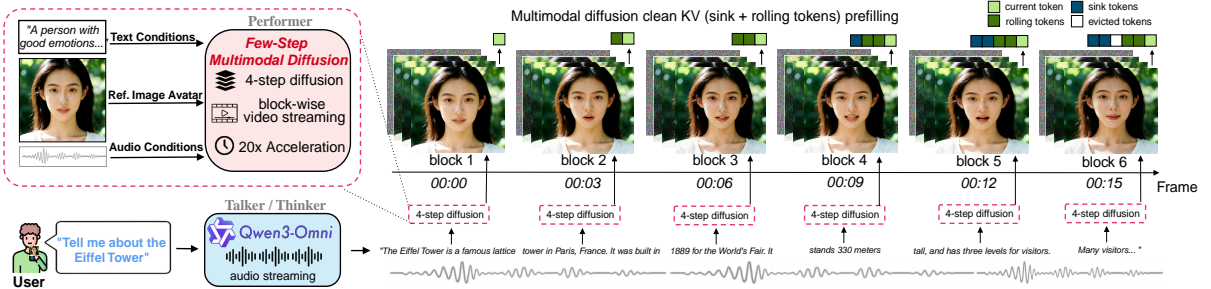 "A person with
good emotions...
Text Conditions
Ref. Image Avatar
Audio Conditions
Performer
Few-Step
Multimodal Diffusion
4-step diffusion
block-wise
video streaming
20x Acceleration
Multimodal diffusion clean KV (sink + rolling tokens) prefilling
current token
rolling tokens
sink tokens
evicted tokens
block 1
block 2
block 3
block 4
block 5
block 6
00:00
00:03
00:06
00:09
00:12
00:15
Frame
4-step diffusion
4-step diffusion
4-step diffusion
4-step diffusion
4-step diffusion
4-step diffusion
User
"Tell me about the
Eiffel Tower"
Talker / Thinker
Qwen3-Omni
audio streaming
"The Eiffel Tower is a famous lattice
tower in Paris, France. It was built in
1889 for the World's Fair. It
stands 330 meters
tall, and has three levels for visitors.
Many visitors... "